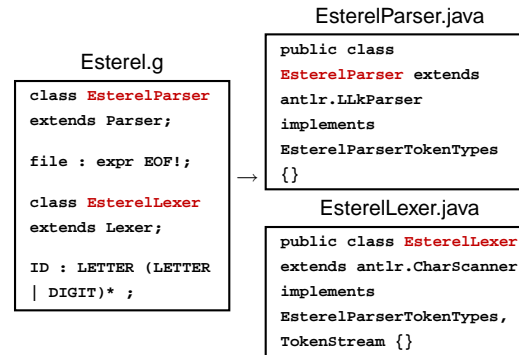 Esterel.g
class EsterelParser
extends Parser;
file : expr EOF!;
class EsterelLexer
extends Lexer;
ID : LETTER (LETTER
| DIGIT)* ;
→
EsterelParser.java
public class
EsterelParser extends
antlr.LLkParser
implements
EsterelParserTokenTypes
{}
EsterelLexer.java
public class EsterelLexer
extends antlr.CharScanner
implements
EsterelParserTokenTypes,
TokenStream {}